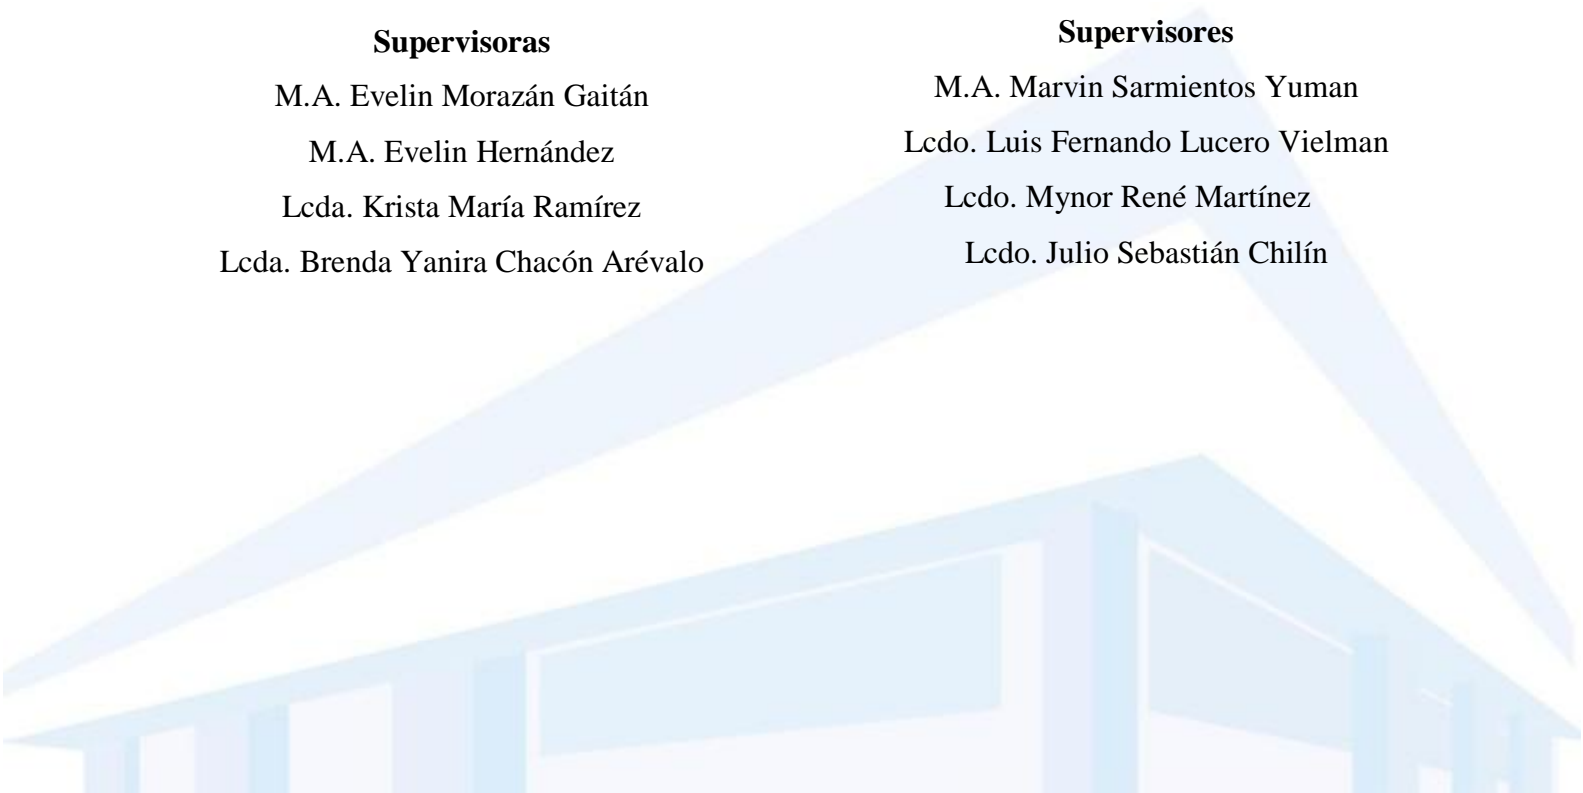 Supervisoras
M.A. Evelin Morazán Gaitán
M.A. Evelin Hernández
Lcda. Krista María Ramírez
Lcda. Brenda Yanira Chacón Arévalo
Supervisores
M.A. Marvin Sarmientos Yuman
Lcdo. Luis Fernando Lucero Vielman
Lcdo. Mynor René Martínez
Lcdo. Julio Sebastián Chilín